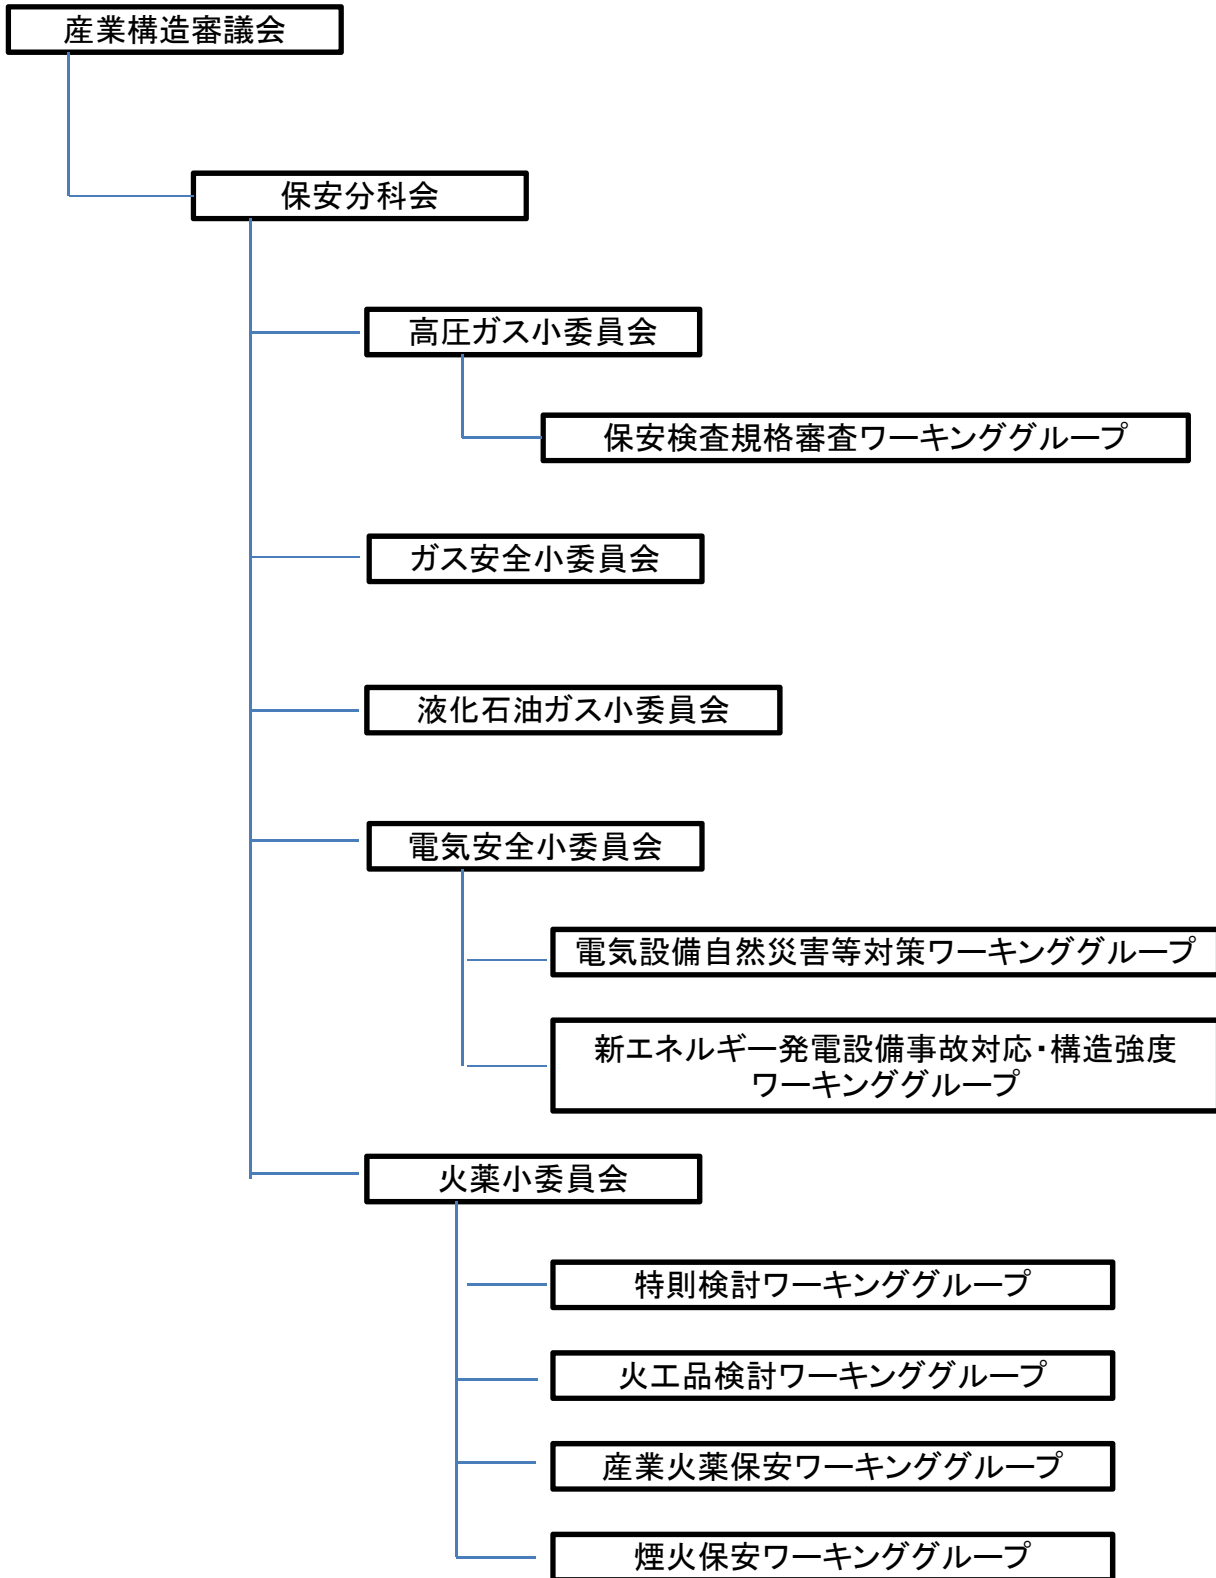 産業構造審議会
保安分科会
高圧ガス小委員会
保安検査規格審査ワーキンググループ
ガス安全小委員会
液化石油ガス小委員会
電気安全小委員会
電気設備自然災害等対策ワーキンググループ
新エネルギー発電設備事故対応・構造強度
ワーキンググループ
火薬小委員会
特則検討ワーキンググループ
火工品検討ワーキンググループ
産業火薬保安ワーキンググループ
煙火保安ワーキンググループ